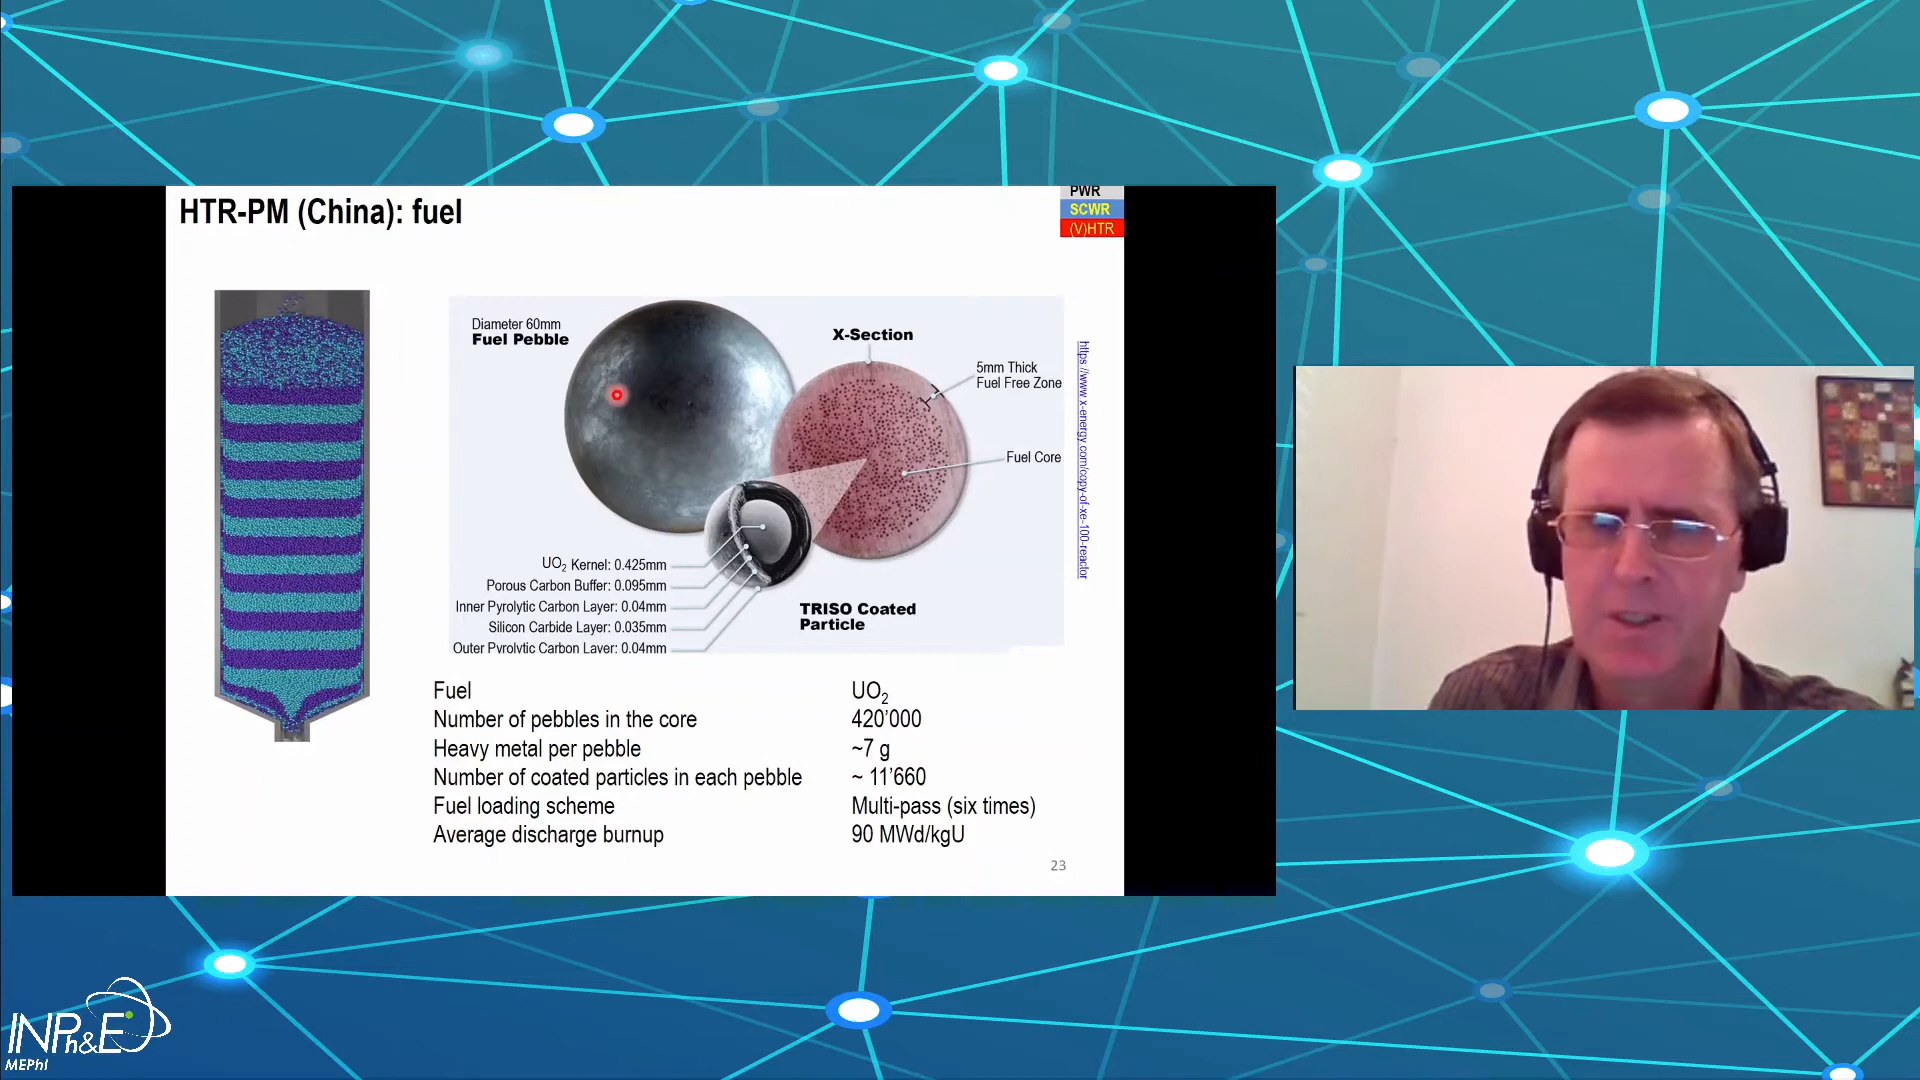 HTR-PM (China): fuel
PWR
SCWR
(V)HTR
Diameter 60mm
Fuel Pebble
X-Section
5mm Thick
Fuel Free Zone
Fuel Core
UO2 Kernel: 0.425mm
Porous Carbon Buffer: 0.095mm
Inner Pyrolytic Carbon Layer: 0.04mm
Silicon Carbide Layer: 0.035mm
Outer Pyrolytic Carbon Layer: 0.04mm
TRISO Coated
Particle
https://www.x-energy.com/copy-of-xe-100-reactor
Fuel UO2
Number of pebbles in the core 420'000
Heavy metal per pebble ~7 g
Number of coated particles in each pebble ~ 11'660
Fuel loading scheme Multi-pass (six times)
Average discharge burnup 90 MWd/kgU
23
INPh&E
MEPhI